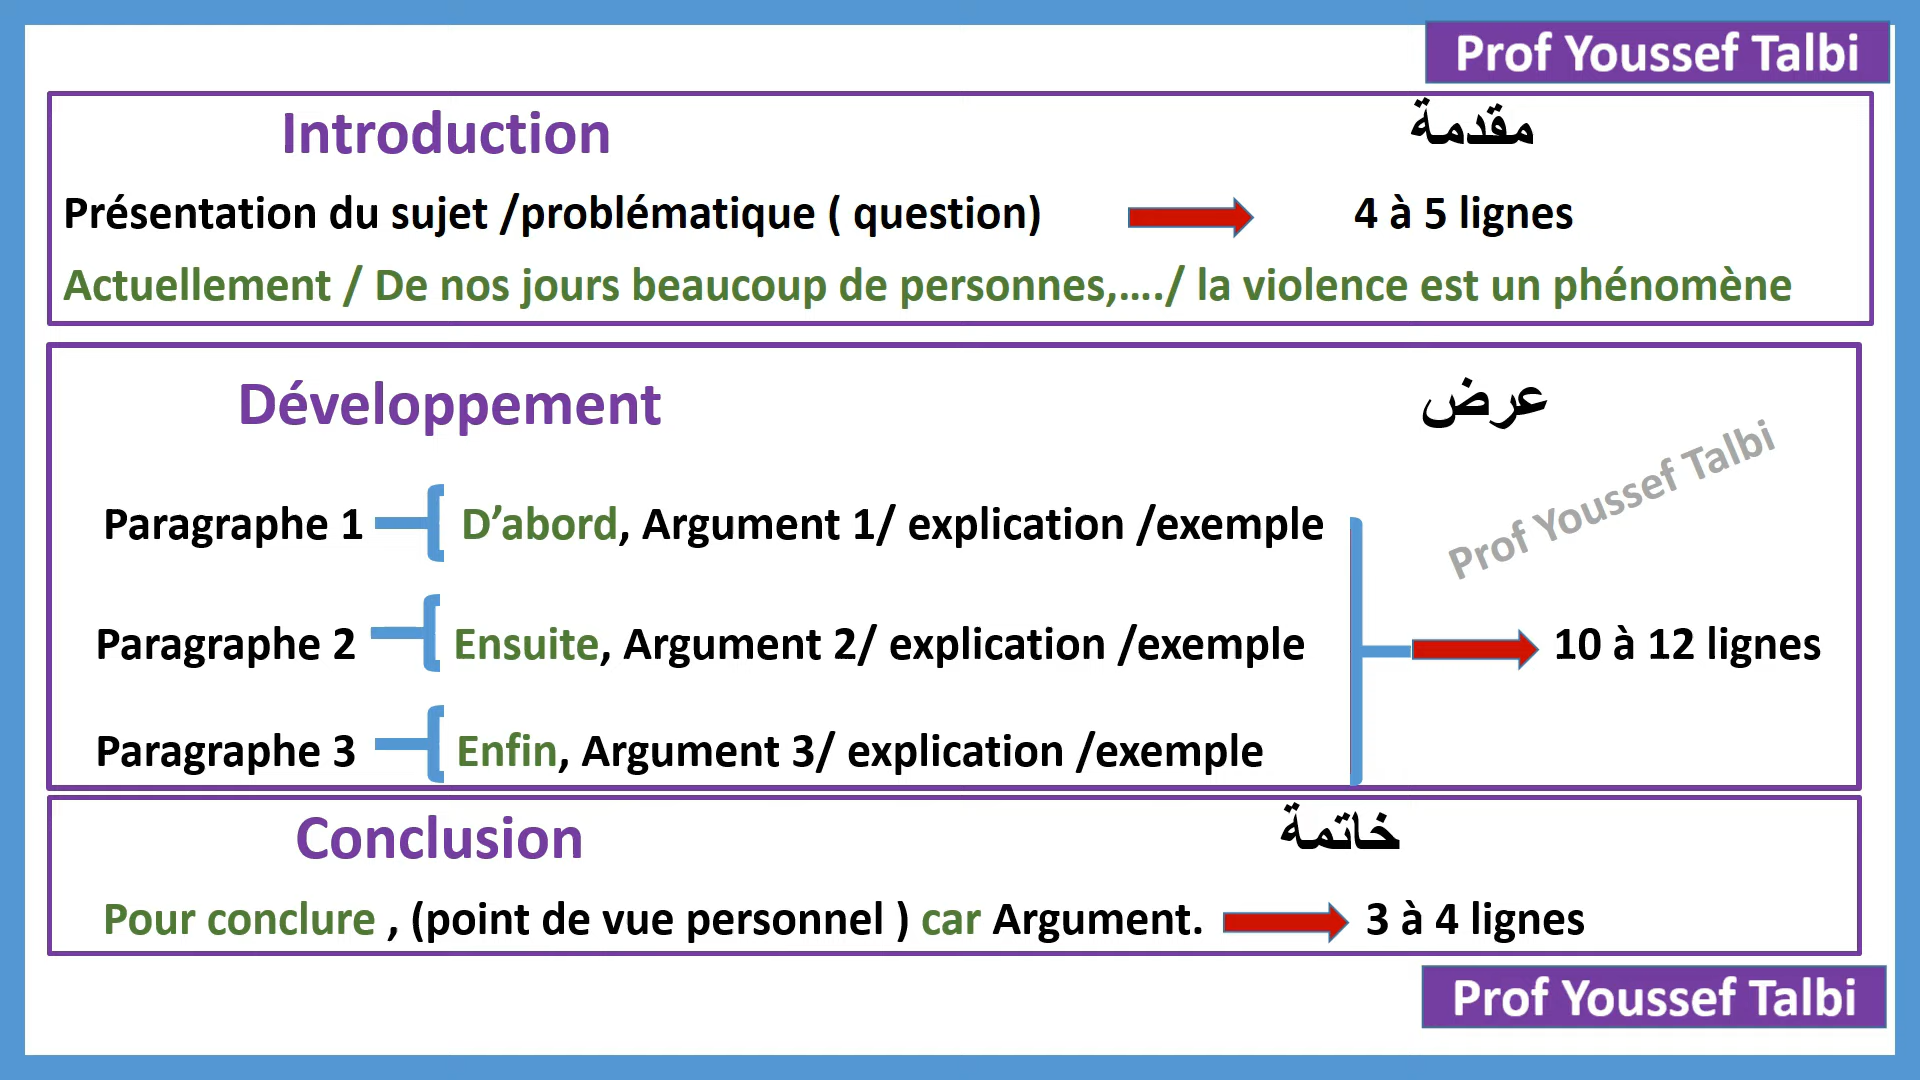 Prof Youssef Talbi
Introduction مقدمة
Présentation du sujet /problématique ( question) 4 à 5 lignes
Actuellement / De nos jours beaucoup de personnes,..../ la violence est un phénomène
Développement عرض
Prof Youssef Talbi
Paragraphe 1 D’abord, Argument 1/ explication /exemple
Paragraphe 2 Ensuite, Argument 2/ explication /exemple 10 à 12 lignes
Paragraphe 3 Enfin, Argument 3/ explication /exemple
Conclusion خاتمة
Pour conclure , (point de vue personnel ) car Argument. 3 à 4 lignes
Prof Youssef Talbi